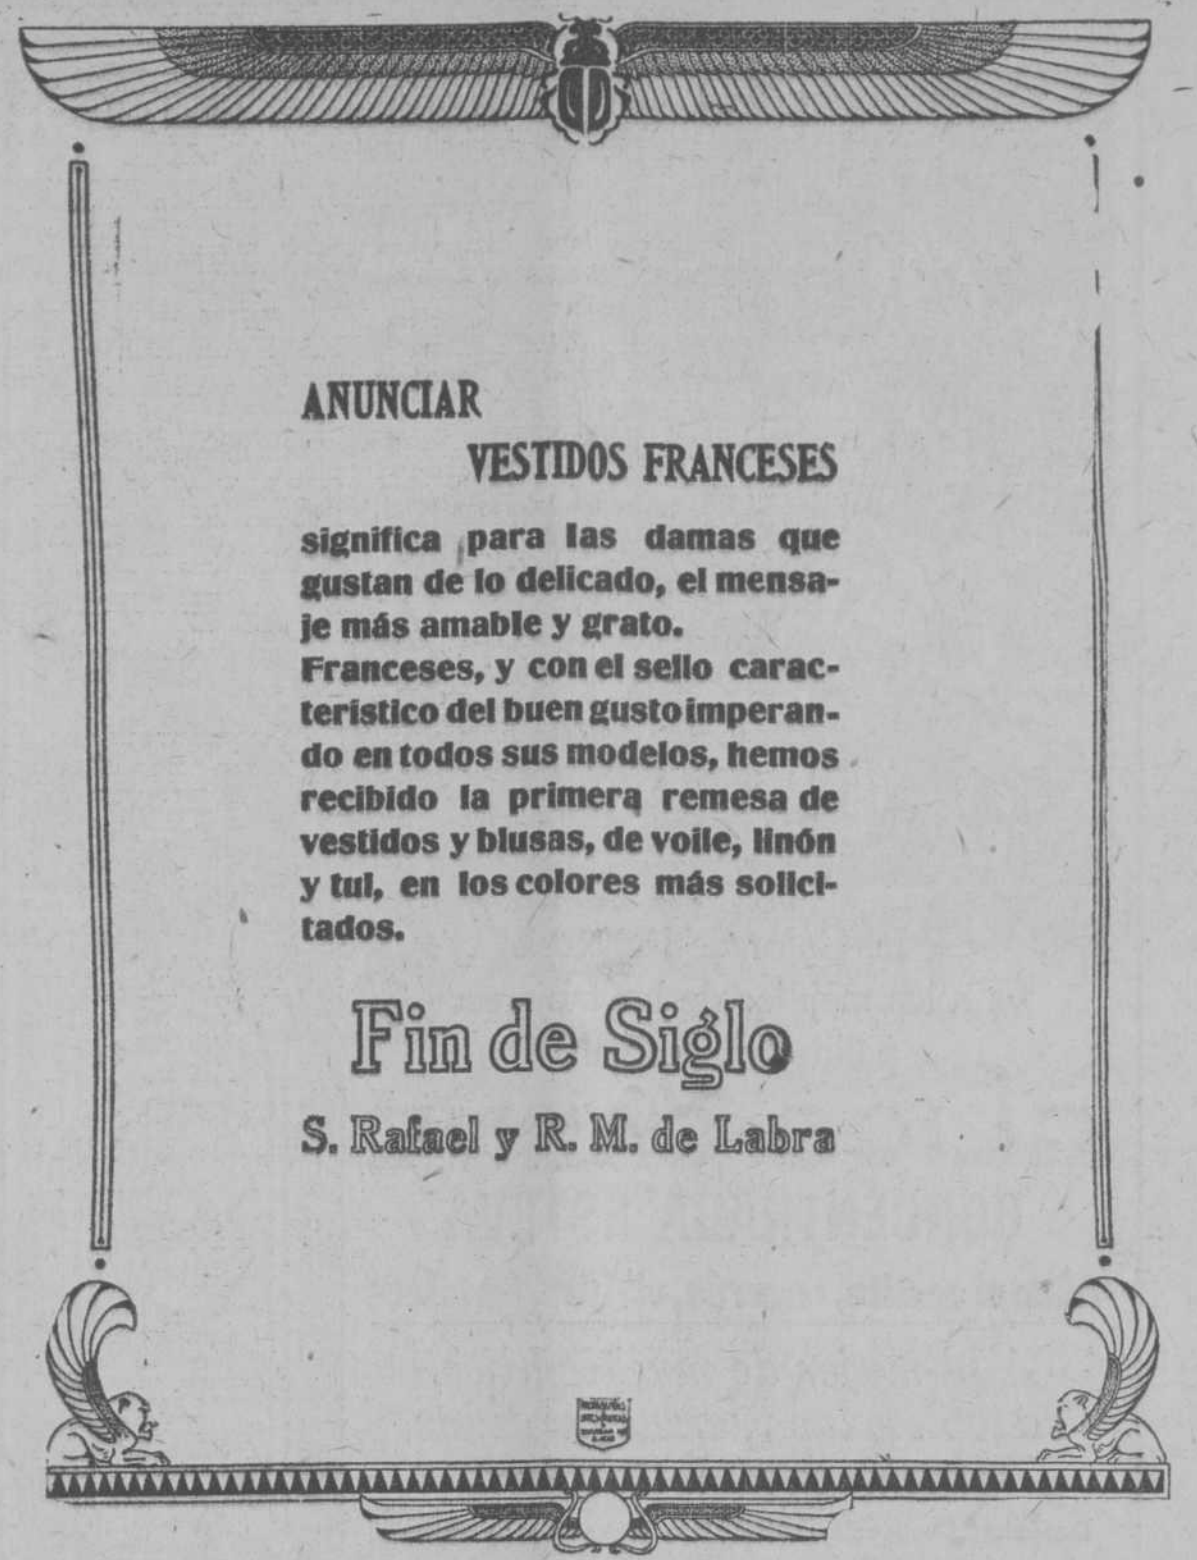 ANUNCIAR
VESTIDOS FRANCESES
significa para las damas que
gustan de lo delicado, el mensa-
je más amable y grato.
Franceses, y con el sello carac-
terístico del buen gusto imperan-
do en todos sus modelos, hemos
recibido la primera remesa de
vestidos y blusas, de voile, linón
y tul, en los colores más solici-
tados.
Fin de Siglo
S. Rafael y R. M. de Labra